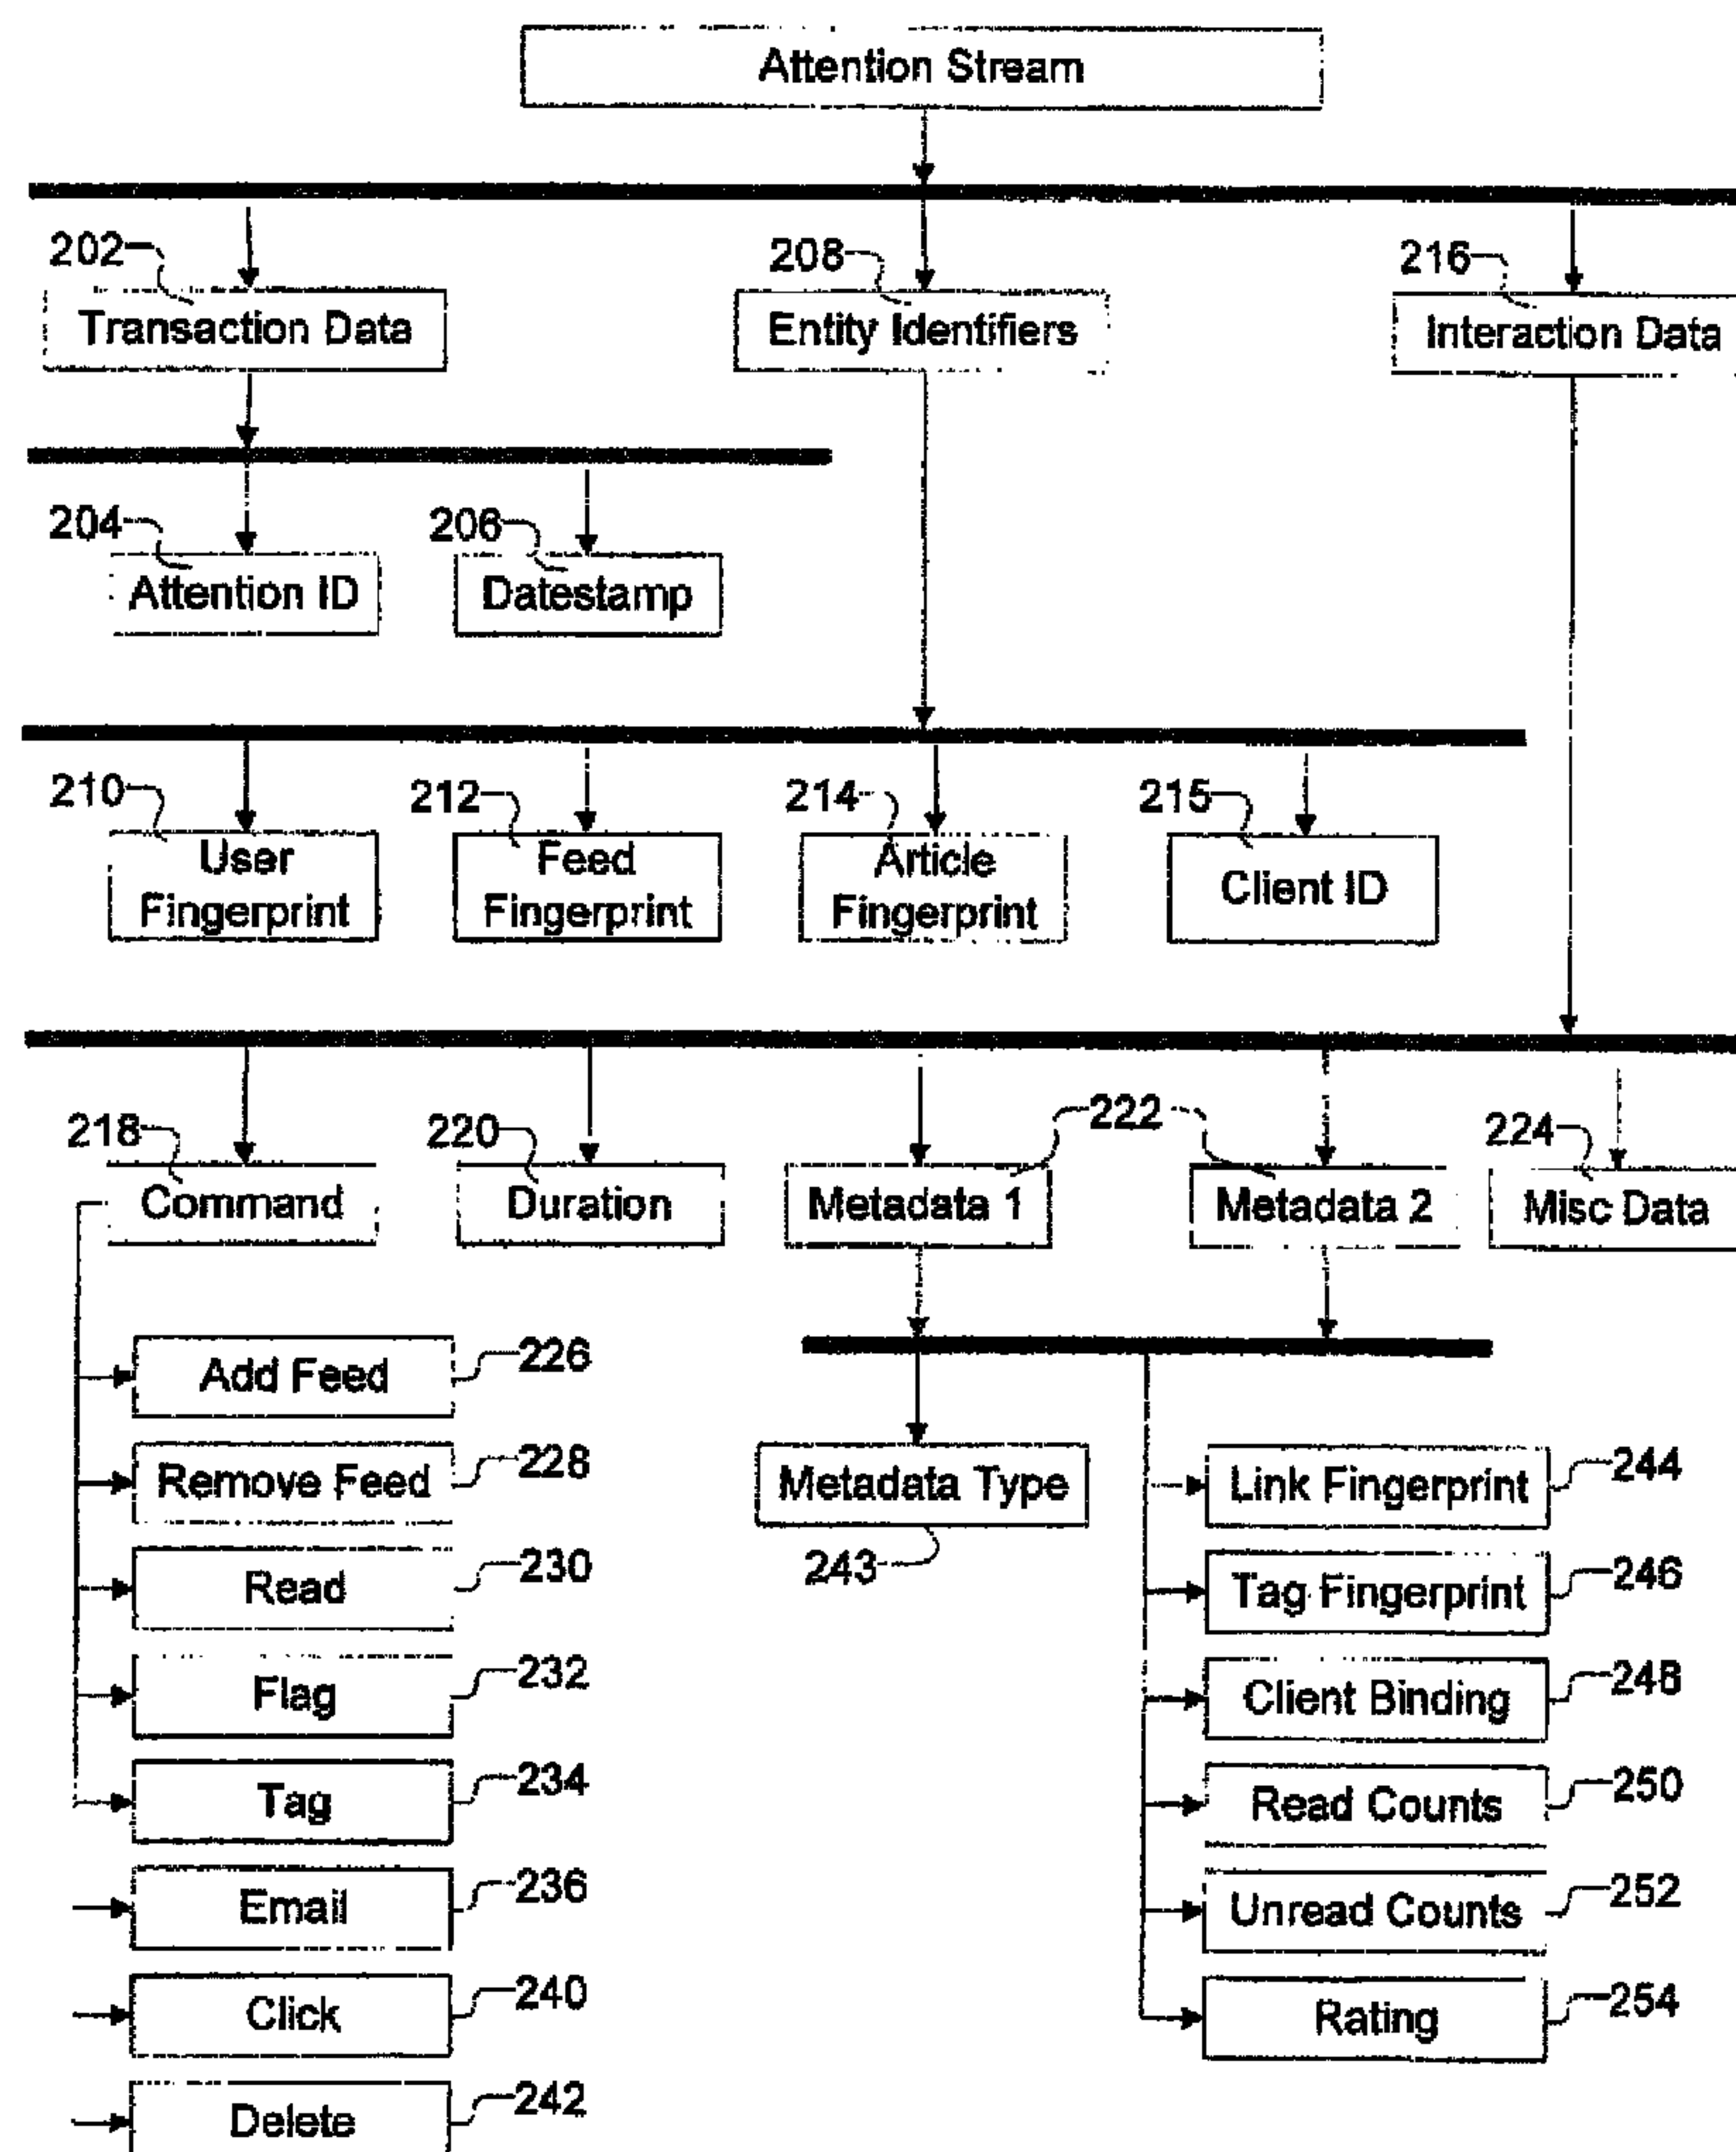 Attention Stream
202
208
216
Transaction Data
Entity Identifiers
Interaction Data
204
206
Attention ID
Datestamp
210
212
214
215
User
Fingerprint
Feed
Fingerprint
Article
Fingerprint
Client ID
218
220
222
224
Command
Duration
Metadata 1
Metadata 2
Misc Data
Add Feed
226
Remove Feed
228
Read
230
Flag
232
Tag
234
Email
236
Click
240
Delete
242
Metadata Type
243
Link Fingerprint
244
Tag Fingerprint
246
Client Binding
248
Read Counts
250
Unread Counts
252
Rating
254